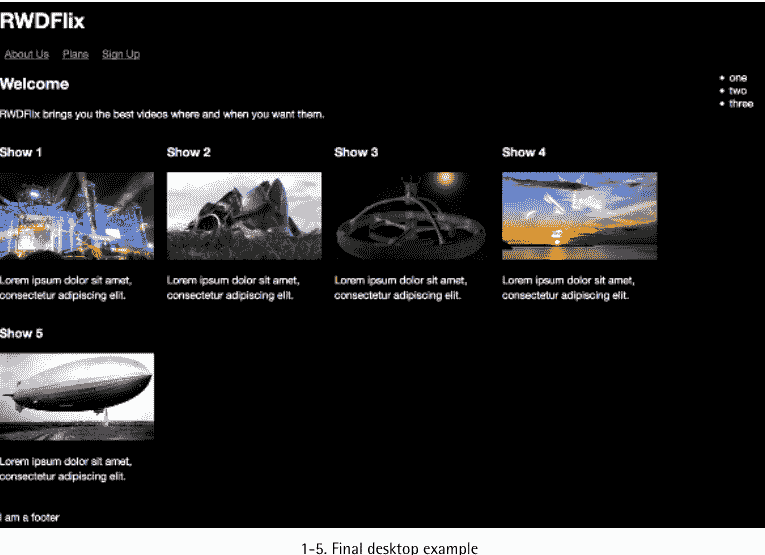 RWDFlix
About Us Plans Sign Up
Welcome
one
two
three
RWDFlix brings you the best videos where and when you want them.
Show 1 Show 2 Show 3 Show 4
Lorem ipsum dolor sit amet, Lorem ipsum dolor sit amet, Lorem ipsum dolor sit amet, Lorem ipsum dolor sit amet,
consectetur adipiscing elit. consectetur adipiscing elit. consectetur adipiscing elit. consectetur adipiscing elit.
Show 5
Lorem ipsum dolor sit amet,
consectetur adipiscing elit.
I am a footer
1-5. Final desktop example